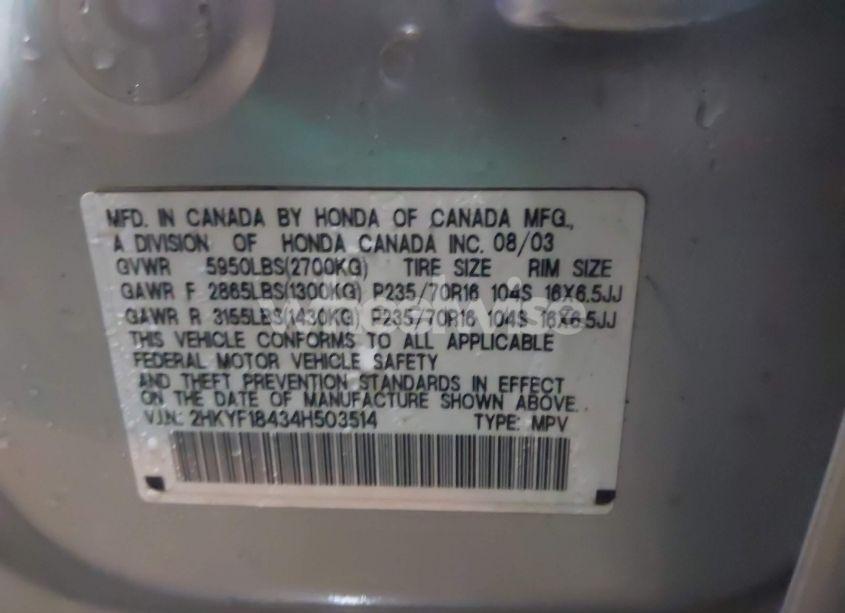 MFD. IN CANADA BY HONDA OF CANADA MFG.,
A DIVISION OF HONDA CANADA INC. 08/03
GVWR 5950LBS(2700KG) TIRE SIZE RIM SIZE
GAWR F 2865LBS(1300KG) P235/70R16 104S 16X6.5JJ
GAWR R 3155LBS(1430KG) P235/70R16 104S 16X6.5JJ
THIS VEHICLE CONFORMS TO ALL APPLICABLE
FEDERAL MOTOR VEHICLE SAFETY
AND THEFT PREVENTION STANDARDS IN EFFECT
ON THE DATE OF MANUFACTURE SHOWN ABOVE.
V.I.N.: 2HKYF18434H503514 TYPE: MPV